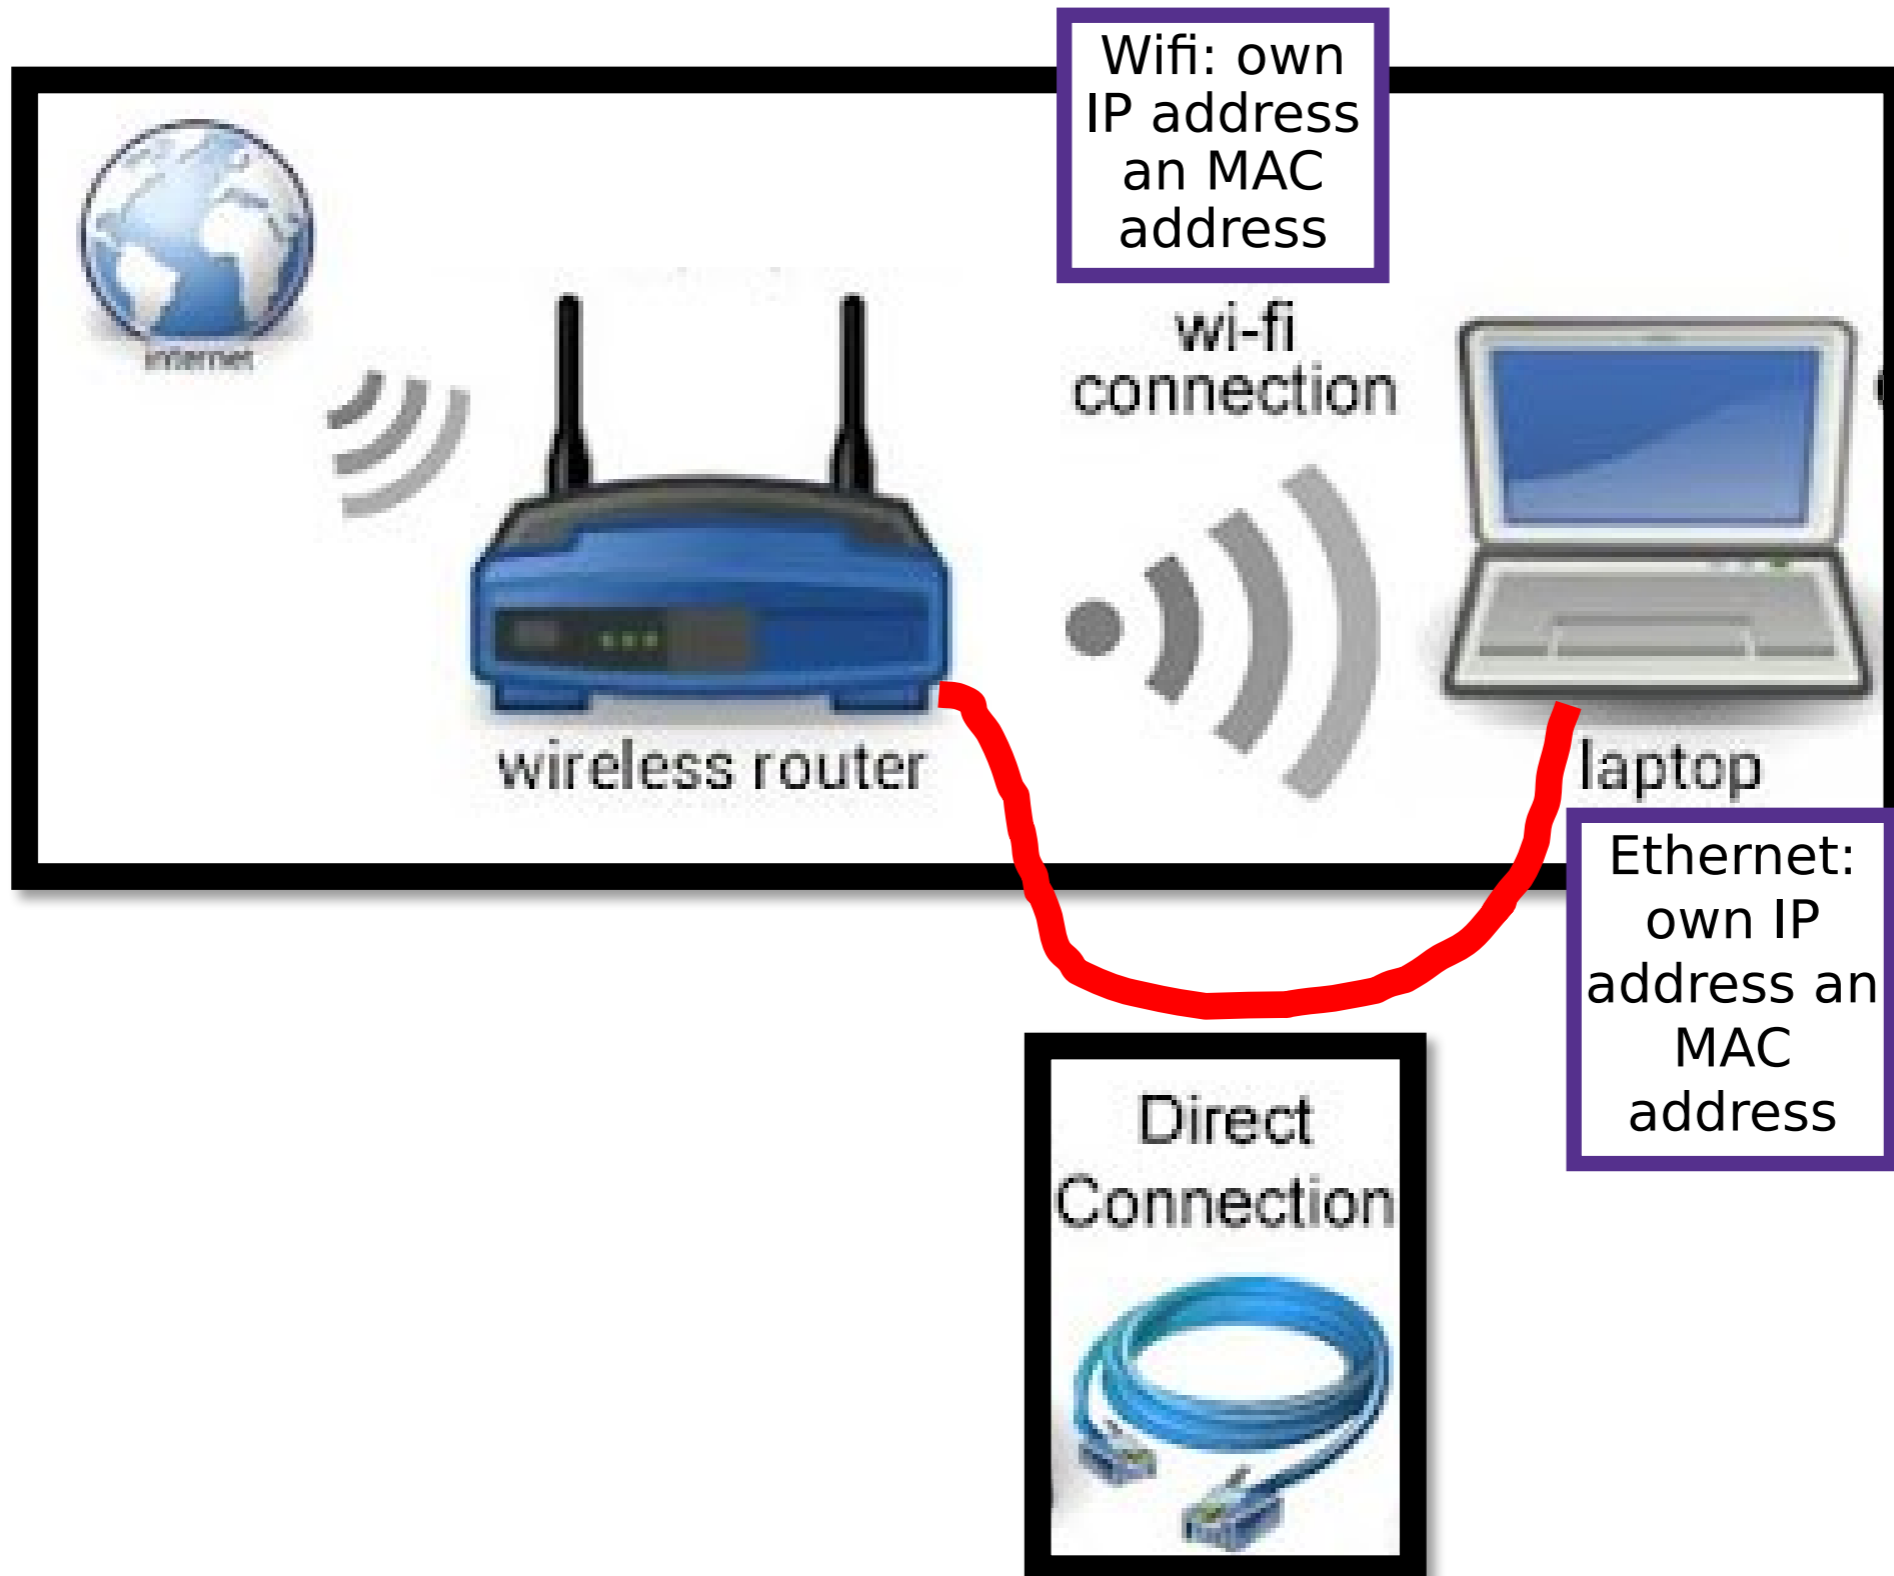 Wifi: own
IP address
an MAC
address
internet
wi-fi
connection
wireless router
laptop
Ethernet:
own IP
address an
MAC
address
Direct
Connection